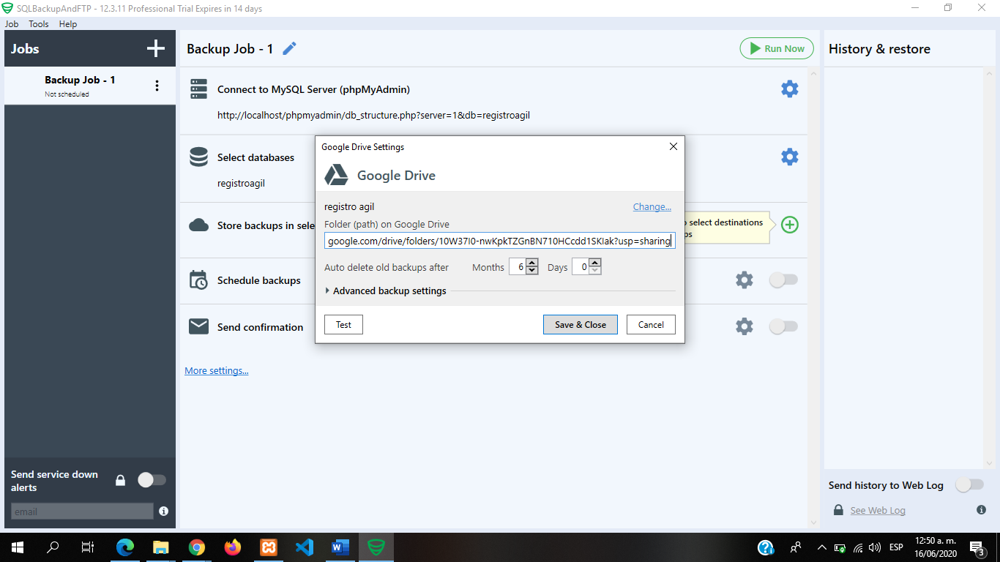 SQLBackupAndFTP - 12.3.11 Professional Trial Expires in 14 days
Job Tools Help
Jobs
Backup Job - 1
Not scheduled
Send service down
alerts
email
Backup Job - 1
Run Now
Connect to MySQL Server (phpMyAdmin)
http://localhost/phpmyadmin/db_structure.php?server=1&db=registroagil
Select databases
registroagil
Store backups in sele
select destinations
Schedule backups
Send confirmation
More settings...
Google Drive Settings
Google Drive
registro agil
Change...
Folder (path) on Google Drive
google.com/drive/folders/10W37I0-nwKpkTZGnBN710HCcdd1SKIak?usp=sharing
Auto delete old backups after Months 6 Days 0
Advanced backup settings
Test
Save & Close
Cancel
History & restore
Send history to Web Log
See Web Log
ESP
12:50 a. m.
16/06/2020
3